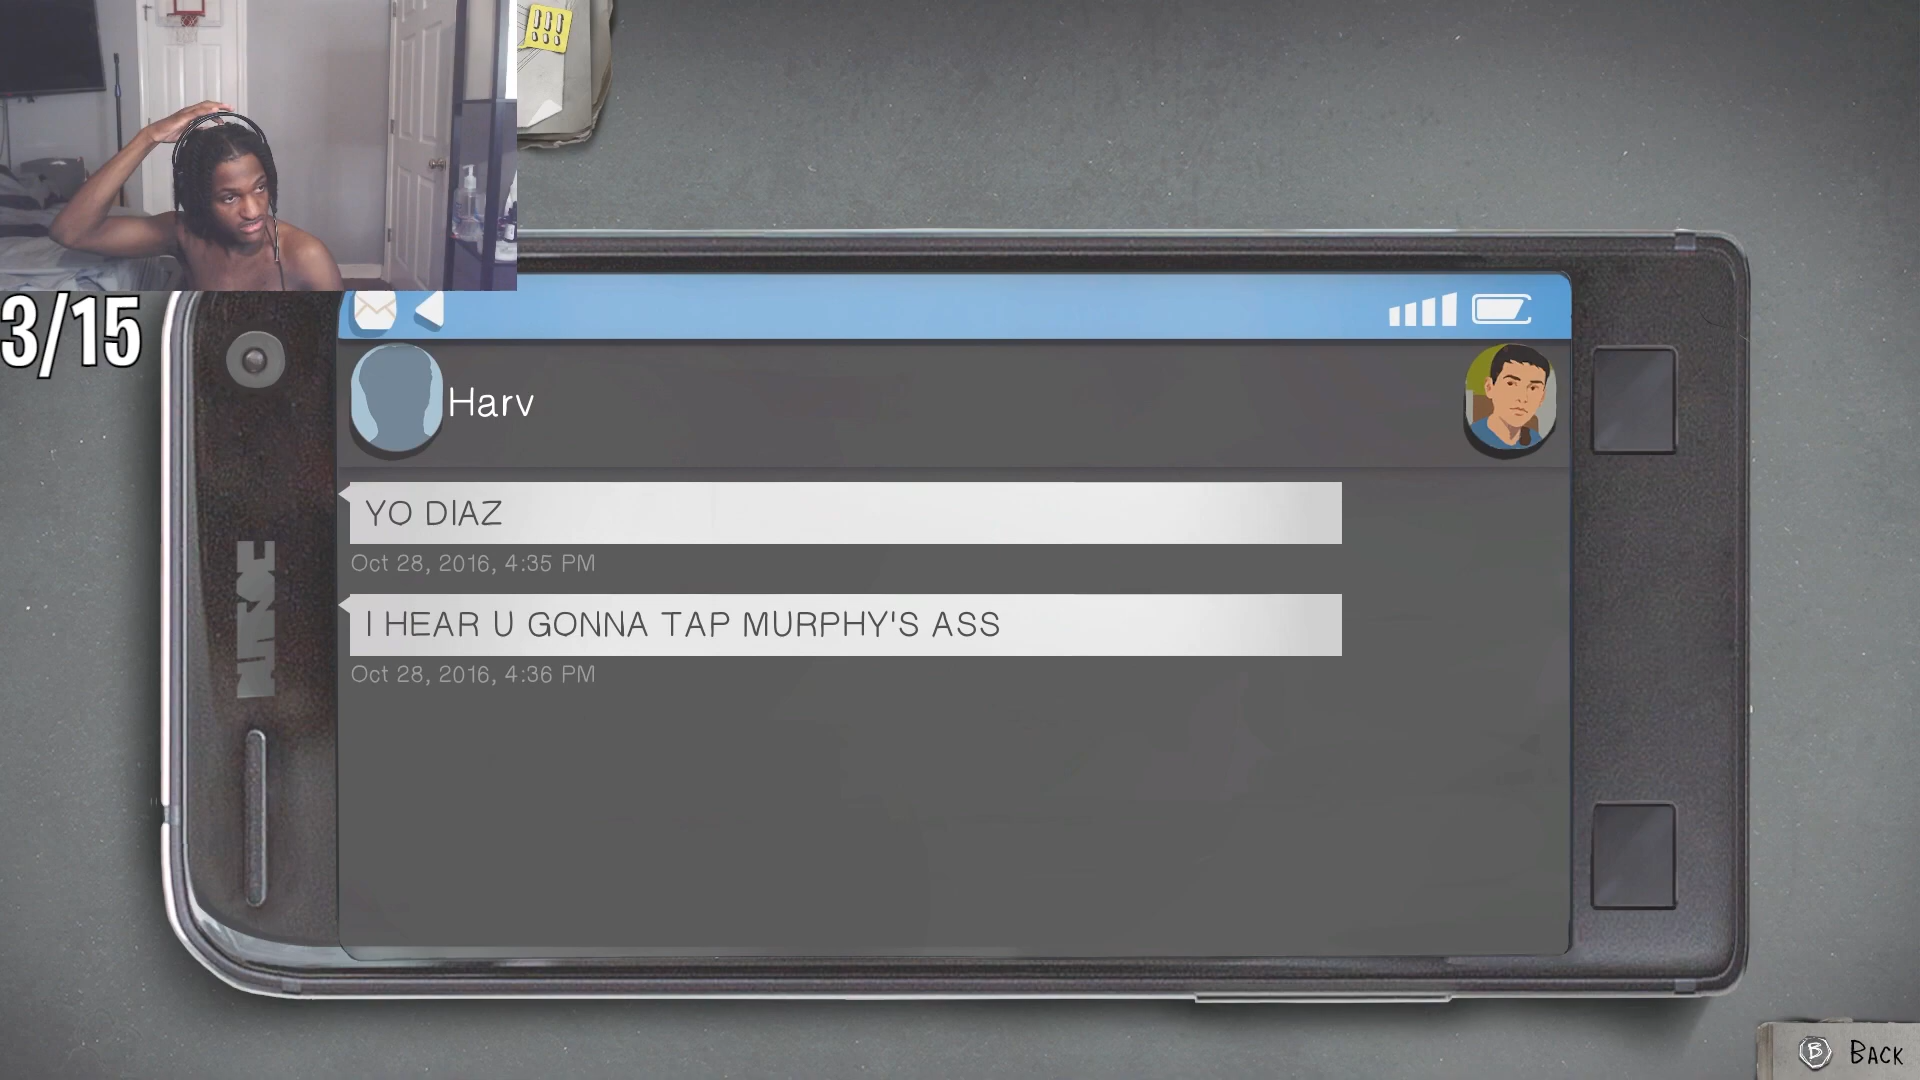 !!!
3/15
Harv
YO DIAZ
Oct 28, 2016, 4:35 PM
I HEAR U GONNA TAP MURPHY'S ASS
Oct 28, 2016, 4:36 PM
B BACK